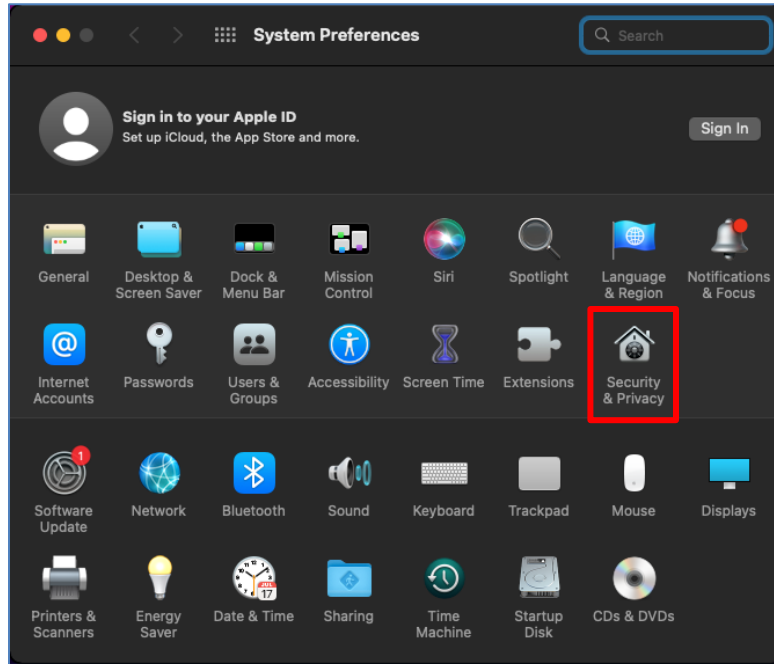 System Preferences
Search
Sign in to your Apple ID
Set up iCloud, the App Store and more.
Sign In
General
Desktop &
Screen Saver
Dock &
Menu Bar
Mission
Control
Siri
Spotlight
Language
& Region
Notifications
& Focus
Internet
Accounts
Passwords
Users &
Groups
Accessibility
Screen Time
Extensions
Security
& Privacy
1
Software
Update
Network
Bluetooth
Sound
Keyboard
Trackpad
Mouse
Displays
Printers &
Scanners
Energy
Saver
JUL
17
Date & Time
Sharing
Time
Machine
Startup
Disk
CDs & DVDs